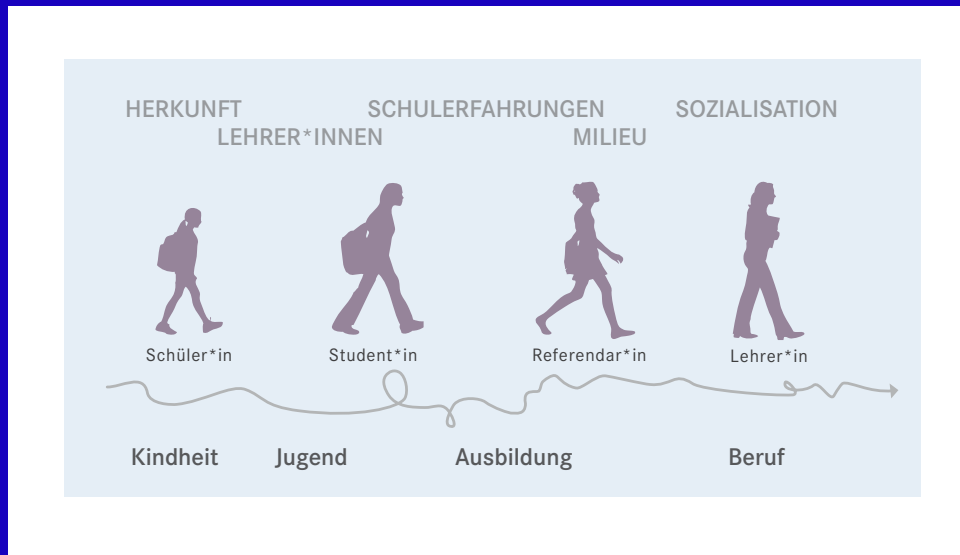 HERKUNFT SCHULERFAHRUNGEN SOZIALISATION
LEHRER*INNEN MILIEU
Schüler*in Student*in Referendar*in Lehrer*in
Kindheit Jugend Ausbildung Beruf